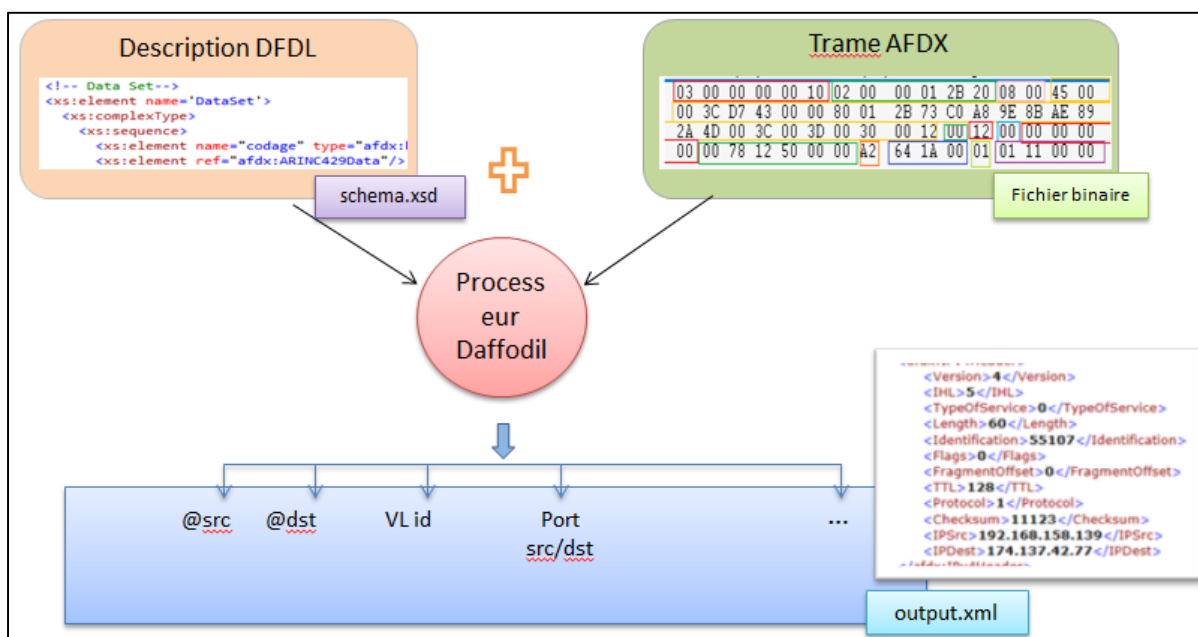 Description DFDL
<!-- Data Set-->
<xs:element name='DataSet'>
<xs:complexType>
<xs:sequence>
<xs:element name="codage" type="afdx:
<xs:element ref="afdx:ARINC429Data"/>
schema.xsd
Trame AFDX
03 00 00 00 00 10 02 00 00 01 2B 20 08 00 45 00
00 3C D7 43 00 00 80 01 2B 73 C0 A8 9E 8B AE 89
2A 4D 00 3C 00 3D 00 30 00 12 00 12 00 00 00 00
00 00 78 12 50 00 00 A2 64 1A 00 01 01 11 00 00
Fichier binaire
Process
eur
Daffodil
@src @dst VL id Port
src/dst
...
<Version>4</Version>
<IHL>5</IHL>
<TypeOfService>0</TypeOfService>
<Length>60</Length>
<Identification>55107</Identification>
<Flags>0</Flags>
<FragmentOffset>0</FragmentOffset>
<TTL>128</TTL>
<Protocol>1</Protocol>
<Checksum>11123</Checksum>
<IPSrc>192.168.158.139</IPSrc>
<IPDest>174.137.42.77</IPDest>
output.xml